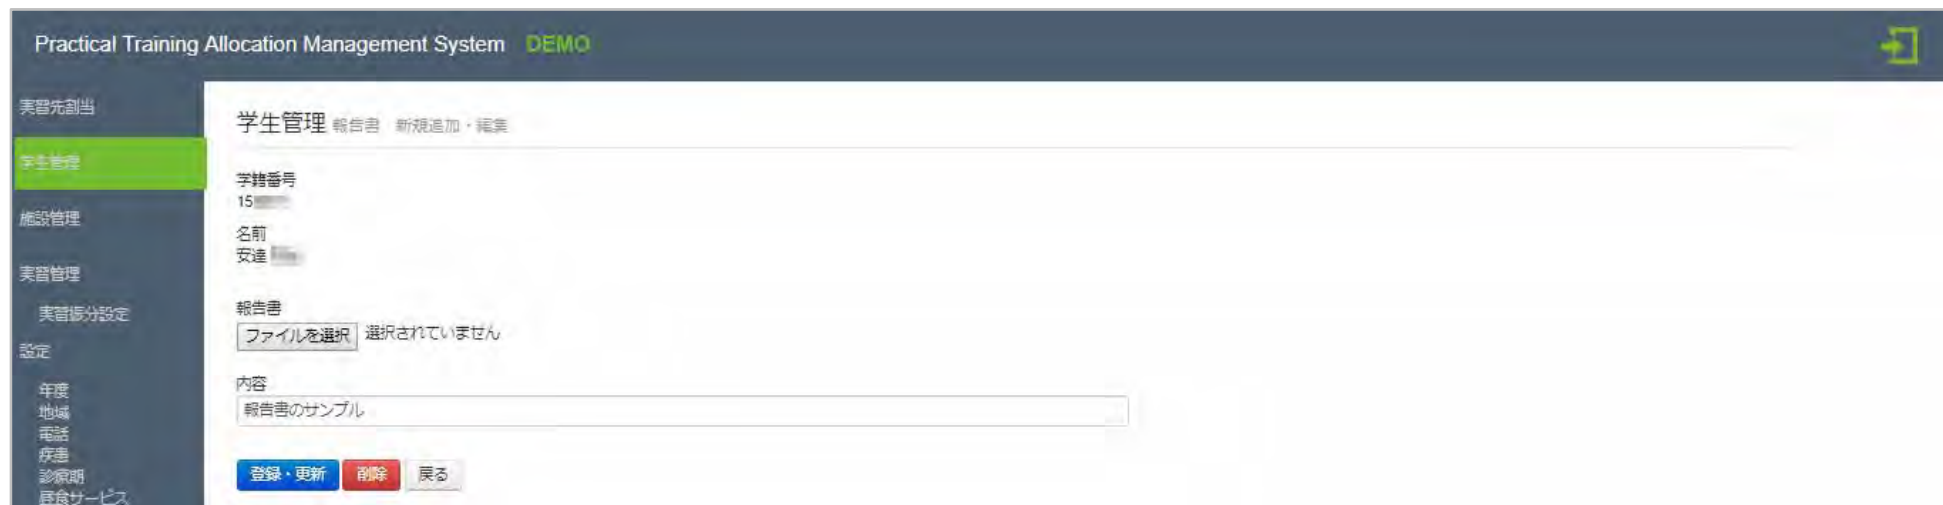 Practical Training Allocation Management System DEMO
実習先割当
学生管理
施設管理
実習管理
実習振分設定
設定
年度
地域
電話
疾患
診療期
昼食サービス
学生管理 報告書 新規追加・編集
学籍番号
15
名前
安達
報告書
ファイルを選択 選択されていません
内容
報告書のサンプル
登録・更新 削除 戻る